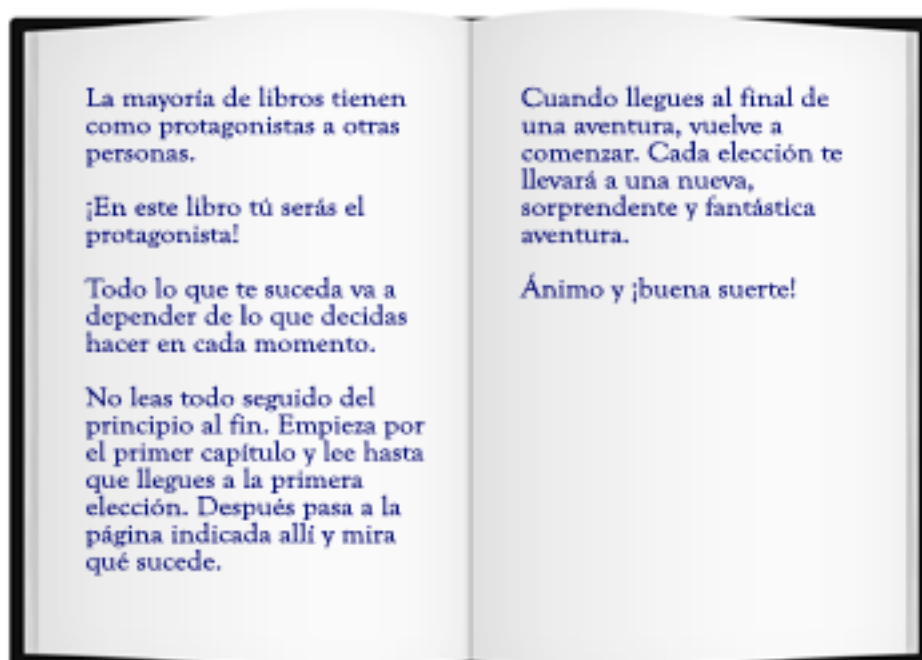 La mayoría de libros tienen
como protagonistas a otras
personas.
¡En este libro tú serás el
protagonista!
Todo lo que te suceda va a
depender de lo que decidas
hacer en cada momento.
No leas todo seguido del
principio al fin. Empieza por
el primer capítulo y lee hasta
que llegues a la primera
elección. Después pasa a la
página indicada allí y mira
qué sucede.
Cuando llegues al final de
una aventura, vuelve a
comenzar. Cada elección te
llevará a una nueva,
sorprendente y fantástica
aventura.
Ánimo y ¡buena suerte!